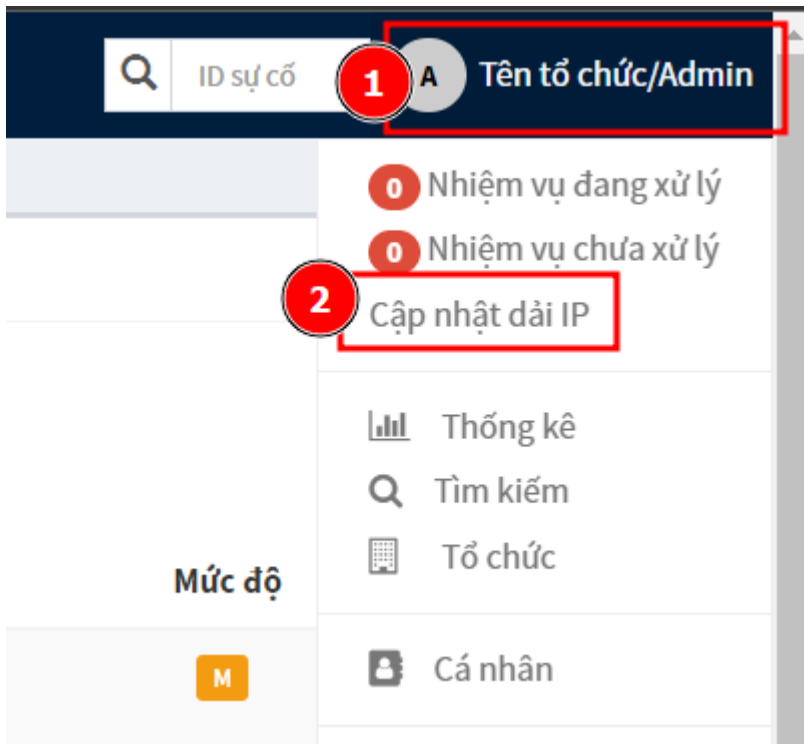 ID sự cố
1
A Tên tổ chức/Admin
0 Nhiệm vụ đang xử lý
0 Nhiệm vụ chưa xử lý
2
Cập nhật dải IP
Thống kê
Tìm kiếm
Tổ chức
Mức độ
M
Cá nhân